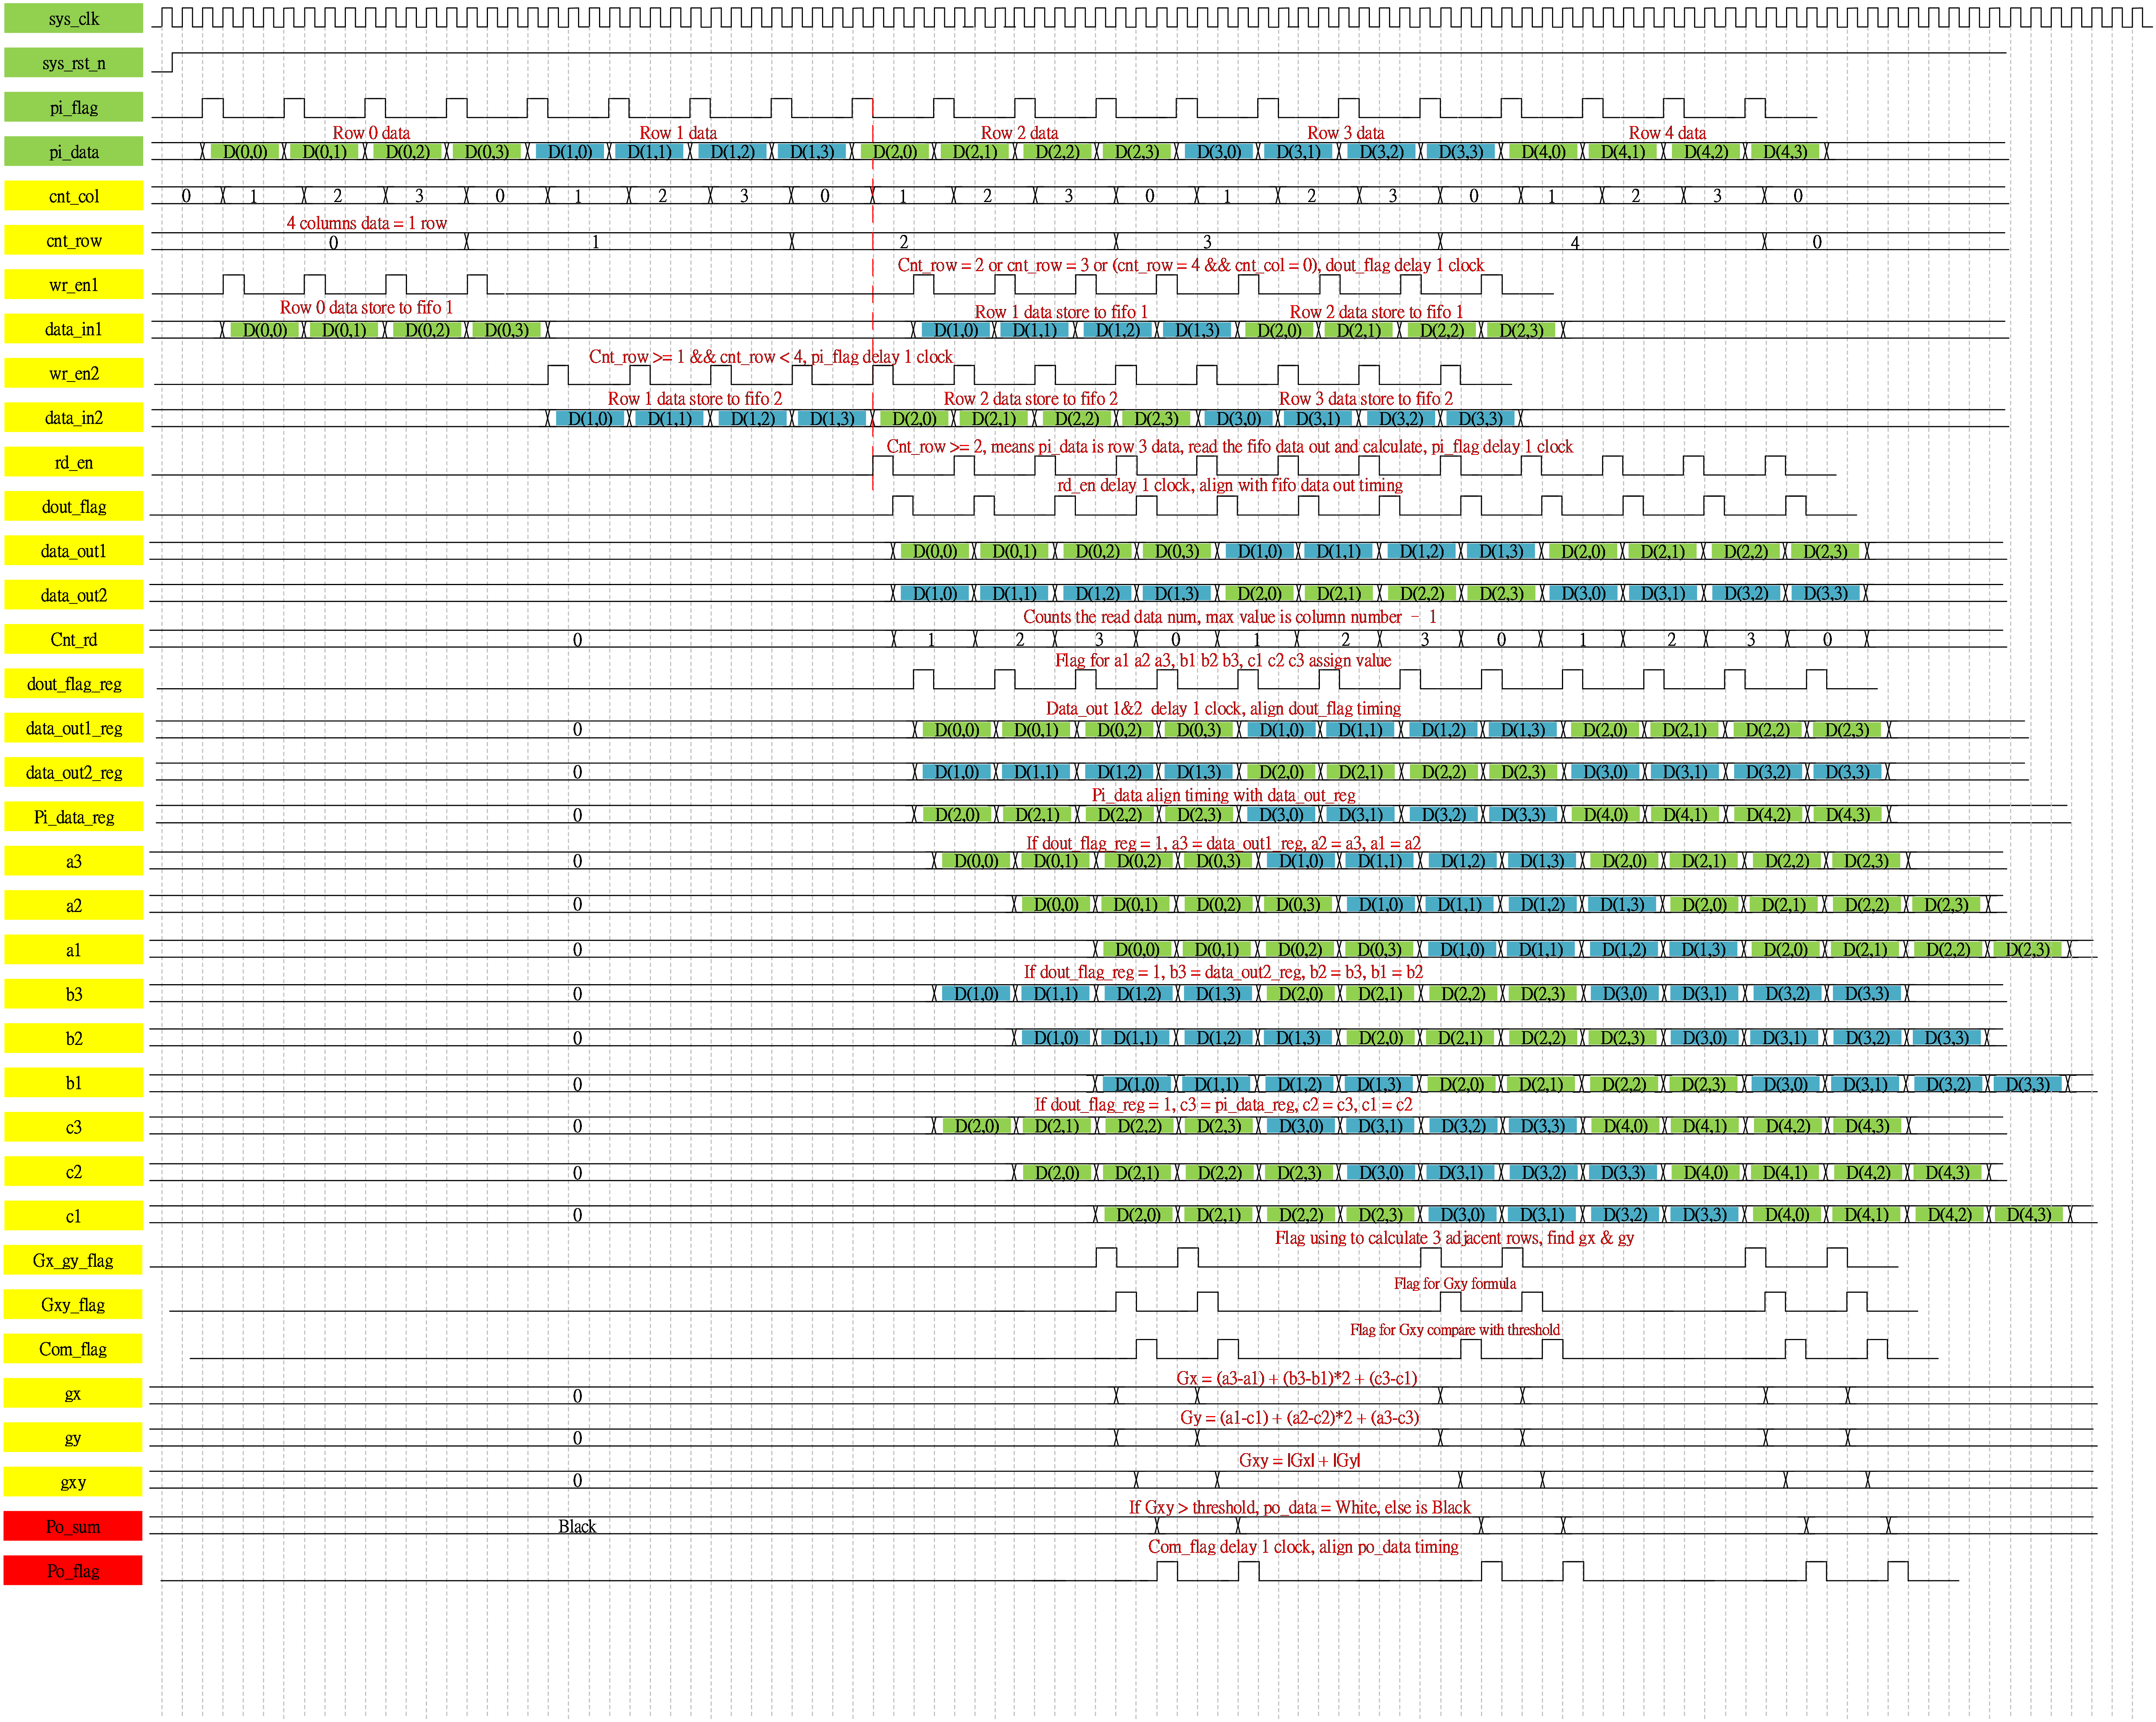 sys_clk
sys_rst_n
pi_flag
Row 0 data Row 1 data Row 2 data Row 3 data Row 4 data
pi_data D(0,0) D(0,1) D(0,2) D(0,3) D(1,0) D(1,1) D(1,2) D(1,3) D(2,0) D(2,1) D(2,2) D(2,3) D(3,0) D(3,1) D(3,2) D(3,3) D(4,0) D(4,1) D(4,2) D(4,3)
cnt_col 0 1 2 3 0 1 2 3 0 1 2 3 0 1 2 3 0 1 2 3 0
4 columns data = 1 row
cnt_row 0 1 2 3 4 0
Cnt_row = 2 or cnt_row = 3 or (cnt_row = 4 && cnt_col = 0), dout_flag delay 1 clock
wr_en1
Row 0 data store to fifo 1 Row 1 data store to fifo 1 Row 2 data store to fifo 1
data_in1 D(0,0) D(0,1) D(0,2) D(0,3) D(1,0) D(1,1) D(1,2) D(1,3) D(2,0) D(2,1) D(2,2) D(2,3)
Cnt_row >= 1 && cnt_row < 4, pi_flag delay 1 clock
wr_en2
Row 1 data store to fifo 2 Row 2 data store to fifo 2 Row 3 data store to fifo 2
data_in2 D(1,0) D(1,1) D(1,2) D(1,3) D(2,0) D(2,1) D(2,2) D(2,3) D(3,0) D(3,1) D(3,2) D(3,3)
Cnt_row >= 2, means pi_data is row 3 data, read the fifo data out and calculate, pi_flag delay 1 clock
rd_en
rd_en delay 1 clock, align with fifo data out timing
dout_flag
data_out1 D(0,0) D(0,1) D(0,2) D(0,3) D(1,0) D(1,1) D(1,2) D(1,3) D(2,0) D(2,1) D(2,2) D(2,3)
data_out2 D(1,0) D(1,1) D(1,2) D(1,3) D(2,0) D(2,1) D(2,2) D(2,3) D(3,0) D(3,1) D(3,2) D(3,3)
Counts the read data num, max value is column number - 1
Cnt_rd 0 1 2 3 0 1 2 3 0 1 2 3 0
Flag for a1 a2 a3, b1 b2 b3, c1 c2 c3 assign value
dout_flag_reg
Data_out 1&2 delay 1 clock, align dout_flag timing
data_out1_reg 0 D(0,0) D(0,1) D(0,2) D(0,3) D(1,0) D(1,1) D(1,2) D(1,3) D(2,0) D(2,1) D(2,2) D(2,3)
data_out2_reg 0 D(1,0) D(1,1) D(1,2) D(1,3) D(2,0) D(2,1) D(2,2) D(2,3) D(3,0) D(3,1) D(3,2) D(3,3)
Pi_data align timing with data_out_reg
Pi_data_reg 0 D(2,0) D(2,1) D(2,2) D(2,3) D(3,0) D(3,1) D(3,2) D(3,3) D(4,0) D(4,1) D(4,2) D(4,3)
If dout_flag_reg = 1, a3 = data_out1_reg, a2 = a3, a1 = a2
a3 0 D(0,0) D(0,1) D(0,2) D(0,3) D(1,0) D(1,1) D(1,2) D(1,3) D(2,0) D(2,1) D(2,2) D(2,3)
a2 0 D(0,0) D(0,1) D(0,2) D(0,3) D(1,0) D(1,1) D(1,2) D(1,3) D(2,0) D(2,1) D(2,2) D(2,3)
a1 0 D(0,0) D(0,1) D(0,2) D(0,3) D(1,0) D(1,1) D(1,2) D(1,3) D(2,0) D(2,1) D(2,2) D(2,3)
If dout_flag_reg = 1, b3 = data_out2_reg, b2 = b3, b1 = b2
b3 0 D(1,0) D(1,1) D(1,2) D(1,3) D(2,0) D(2,1) D(2,2) D(2,3) D(3,0) D(3,1) D(3,2) D(3,3)
b2 0 D(1,0) D(1,1) D(1,2) D(1,3) D(2,0) D(2,1) D(2,2) D(2,3) D(3,0) D(3,1) D(3,2) D(3,3)
b1 0 D(1,0) D(1,1) D(1,2) D(1,3) D(2,0) D(2,1) D(2,2) D(2,3) D(3,0) D(3,1) D(3,2) D(3,3)
If dout_flag_reg = 1, c3 = pi_data_reg, c2 = c3, c1 = c2
c3 0 D(2,0) D(2,1) D(2,2) D(2,3) D(3,0) D(3,1) D(3,2) D(3,3) D(4,0) D(4,1) D(4,2) D(4,3)
c2 0 D(2,0) D(2,1) D(2,2) D(2,3) D(3,0) D(3,1) D(3,2) D(3,3) D(4,0) D(4,1) D(4,2) D(4,3)
c1 0 D(2,0) D(2,1) D(2,2) D(2,3) D(3,0) D(3,1) D(3,2) D(3,3) D(4,0) D(4,1) D(4,2) D(4,3)
Flag using to calculate 3 adjacent rows, find gx & gy
Gx_gy_flag
Flag for Gxy formula
Gxy_flag
Flag for Gxy compare with threshold
Com_flag
Gx = (a3-a1) + (b3-b1)*2 + (c3-c1)
gx 0
Gy = (a1-c1) + (a2-c2)*2 + (a3-c3)
gy 0
Gxy = |Gx| + |Gy|
gxy 0
If Gxy > threshold, po_data = White, else is Black
Po_sum Black
Com_flag delay 1 clock, align po_data timing
Po_flag